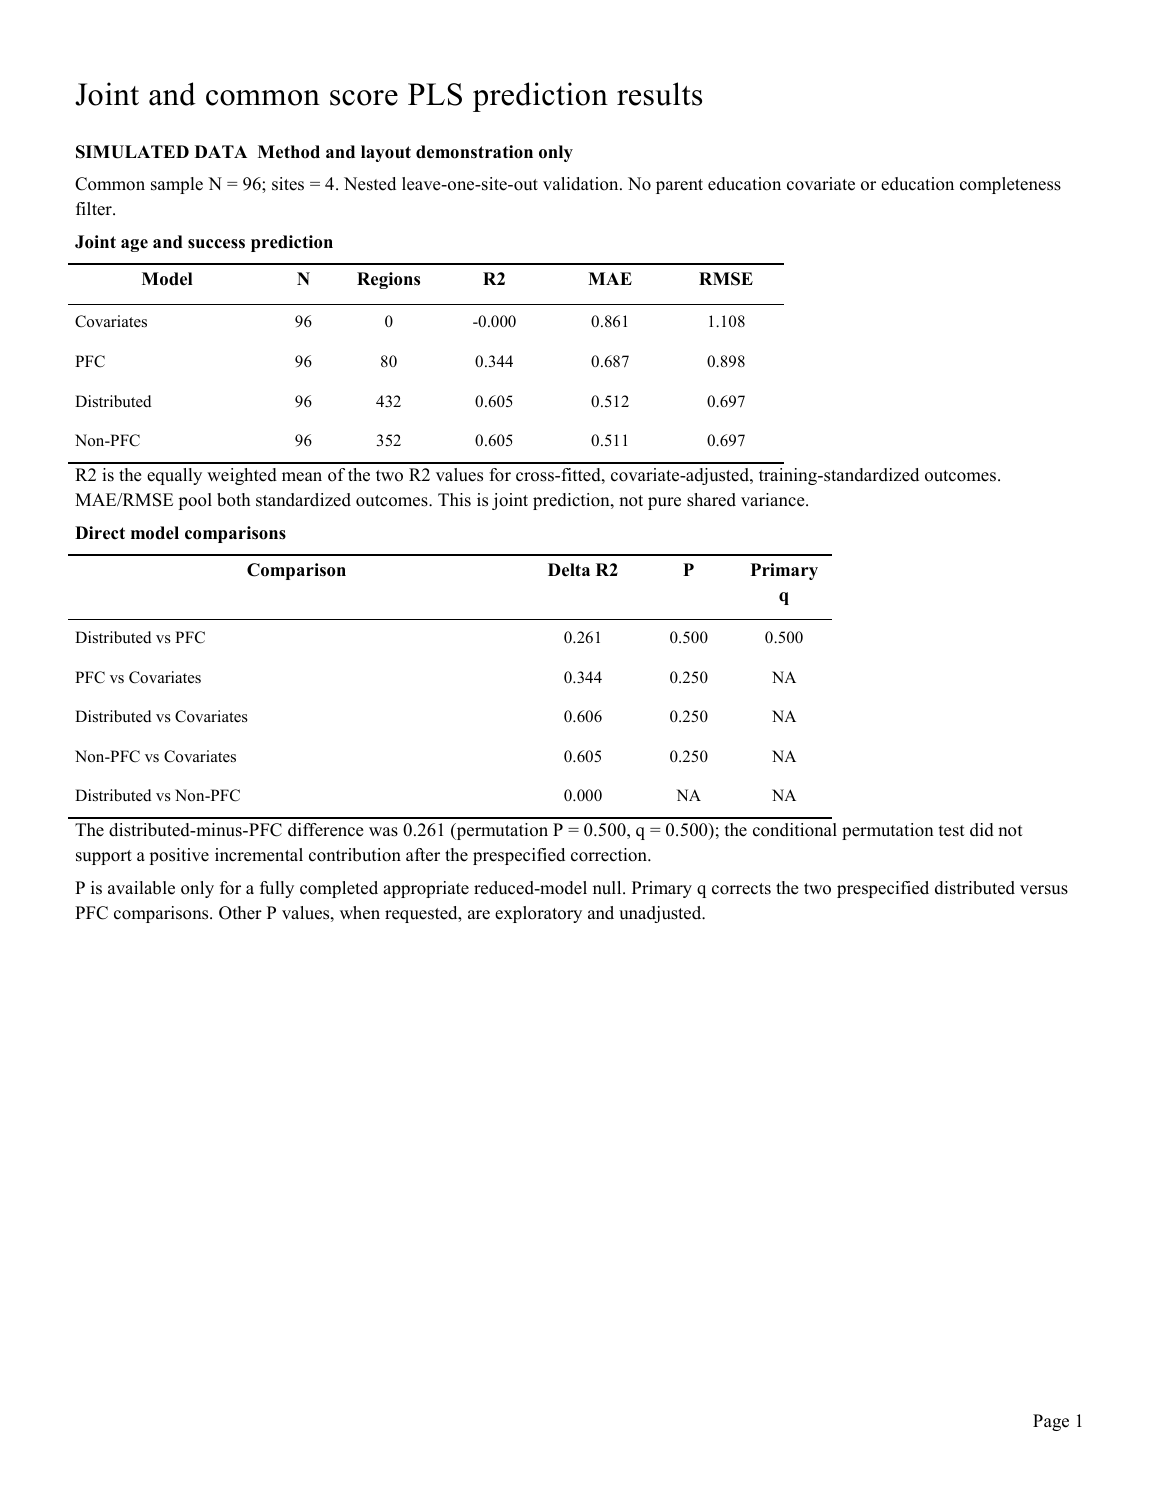 Joint and common score PLS prediction results
SIMULATED DATA  Method and layout demonstration only
Common sample N = 96; sites = 4. Nested leave-one-site-out validation. No parent education covariate or education completeness
filter.
Joint age and success prediction
Model N Regions R2 MAE RMSE
Covariates 96 0 -0.000 0.861 1.108
PFC 96 80 0.344 0.687 0.898
Distributed 96 432 0.605 0.512 0.697
Non-PFC 96 352 0.605 0.511 0.697
R2 is the equally weighted mean of the two R2 values for cross-fitted, covariate-adjusted, training-standardized outcomes.
MAE/RMSE pool both standardized outcomes. This is joint prediction, not pure shared variance.
Direct model comparisons
Comparison Delta R2 P Primary
q
Distributed vs PFC 0.261 0.500 0.500
PFC vs Covariates 0.344 0.250 NA
Distributed vs Covariates 0.606 0.250 NA
Non-PFC vs Covariates 0.605 0.250 NA
Distributed vs Non-PFC 0.000 NA NA
The distributed-minus-PFC difference was 0.261 (permutation P = 0.500, q = 0.500); the conditional permutation test did not
support a positive incremental contribution after the prespecified correction.
P is available only for a fully completed appropriate reduced-model null. Primary q corrects the two prespecified distributed versus
PFC comparisons. Other P values, when requested, are exploratory and unadjusted.
Page 1